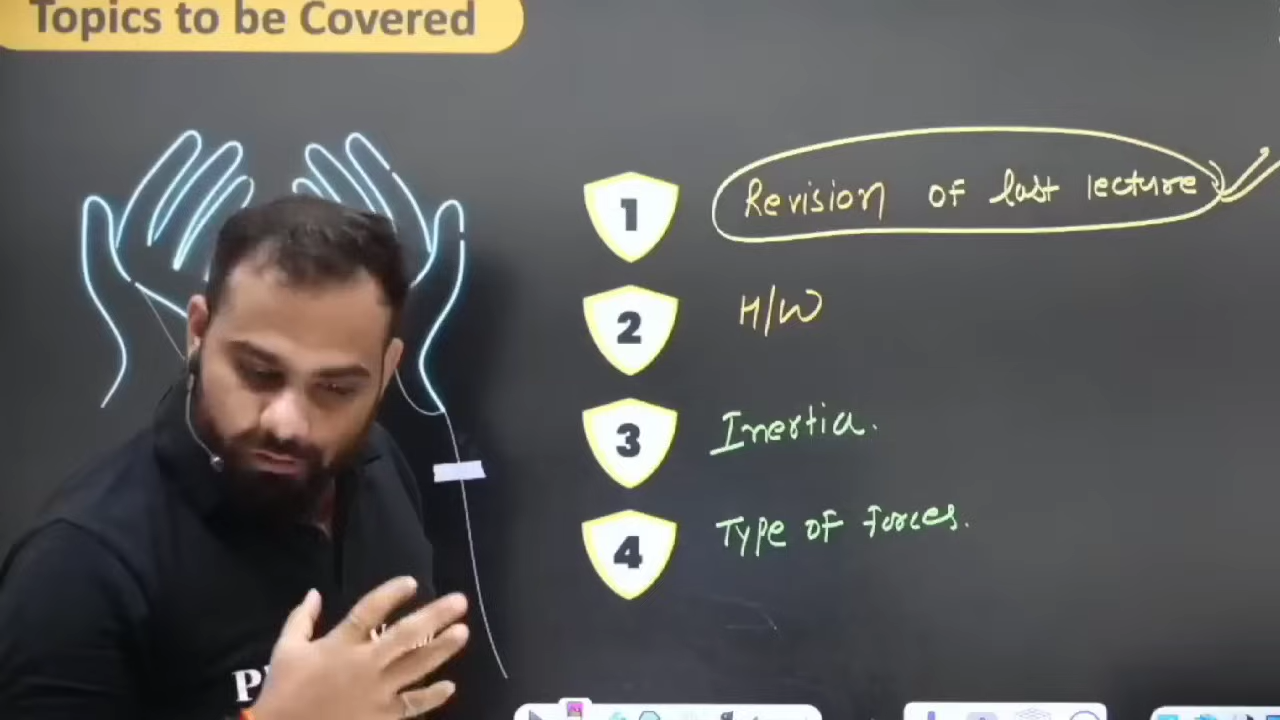 Topics to be Covered
1 Revision of last lecture
2 H/W
3 Inertia.
4 Type of forces.